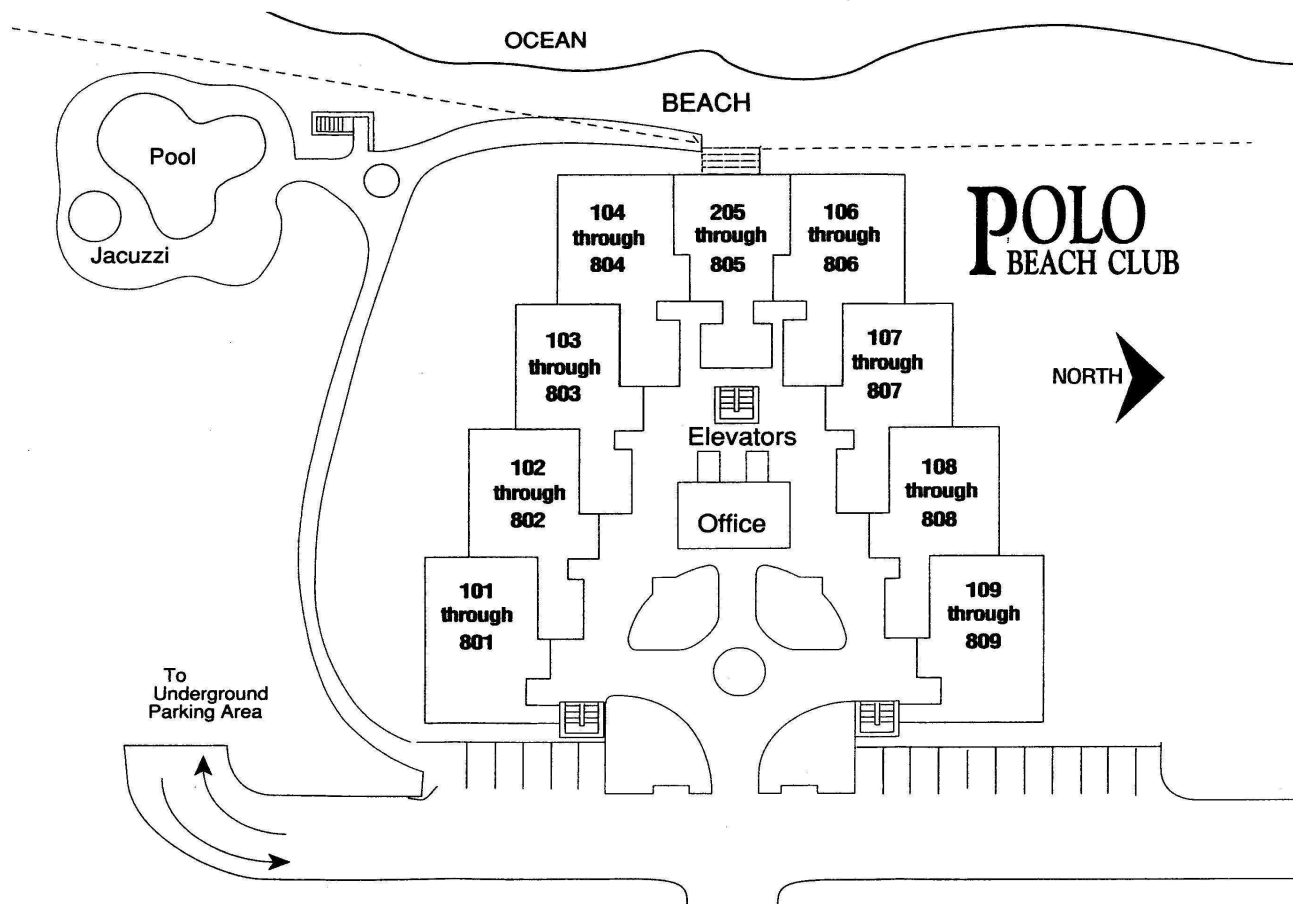 OCEAN
BEACH
Pool
Jacuzzi
104
through
804
205
through
805
106
through
806
POLO
BEACH CLUB
103
through
803
107
through
807
NORTH
Elevators
102
through
802
108
through
808
Office
101
through
801
109
through
809
To
Underground
Parking Area